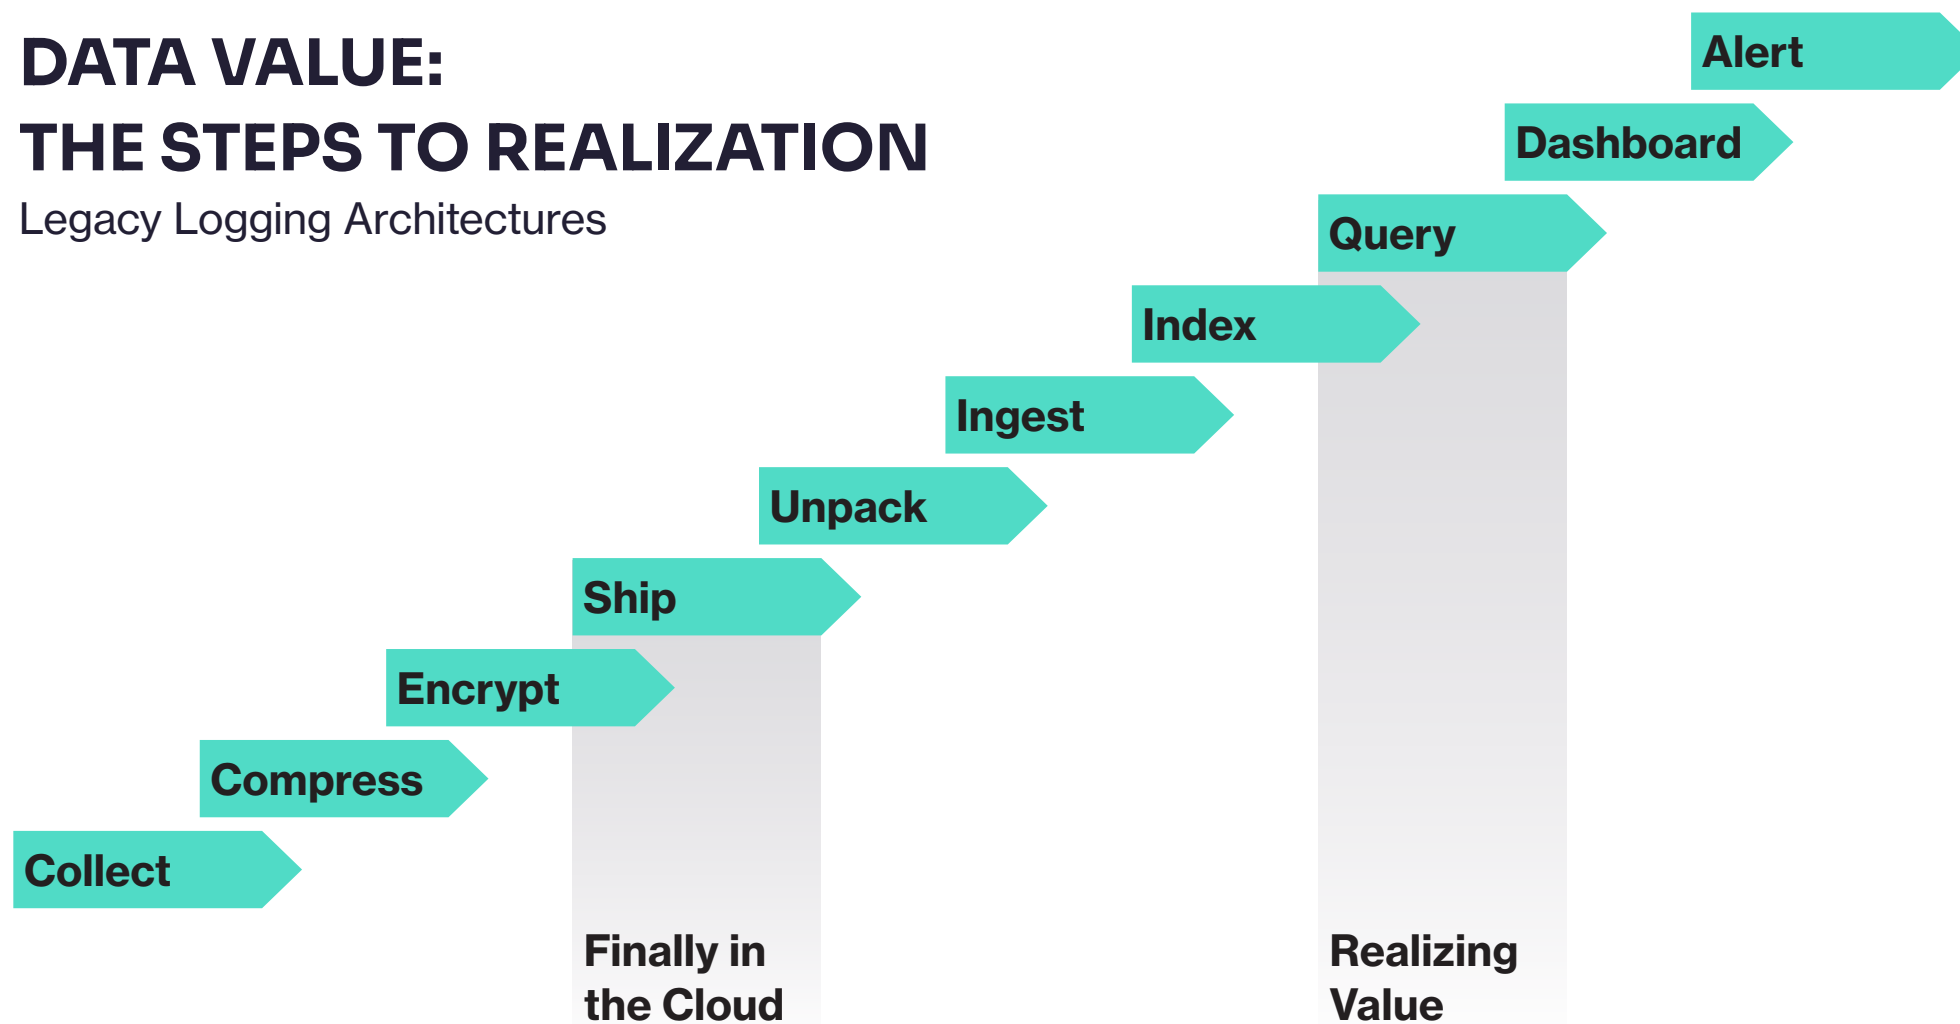 DATA VALUE:
THE STEPS TO REALIZATION
Legacy Logging Architectures
Alert
Dashboard
Query
Index
Ingest
Unpack
Ship
Encrypt
Compress
Collect
Finally in
the Cloud
Realizing
Value